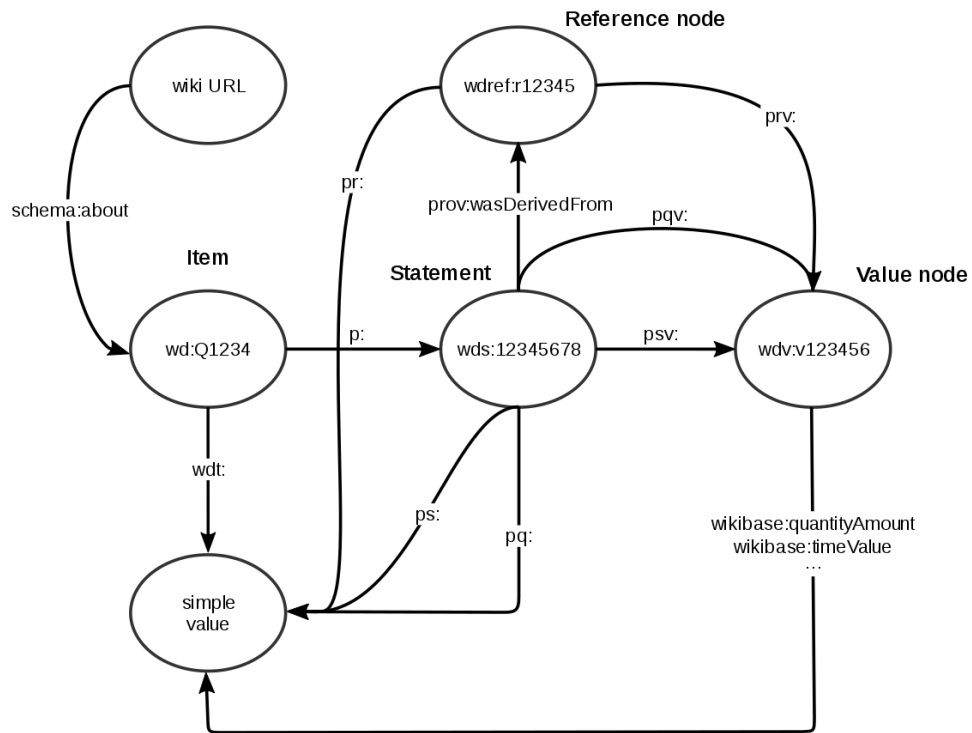 Reference node
wiki URL
wdref:r12345
prv:
pr:
schema:about
prov:wasDerivedFrom
pqv:
Item
Statement
Value node
wd:Q1234
p:
wds:12345678
psv:
wdv:v123456
wdt:
ps:
pq:
wikibase:quantityAmount
wikibase:timeValue
...
simple
value